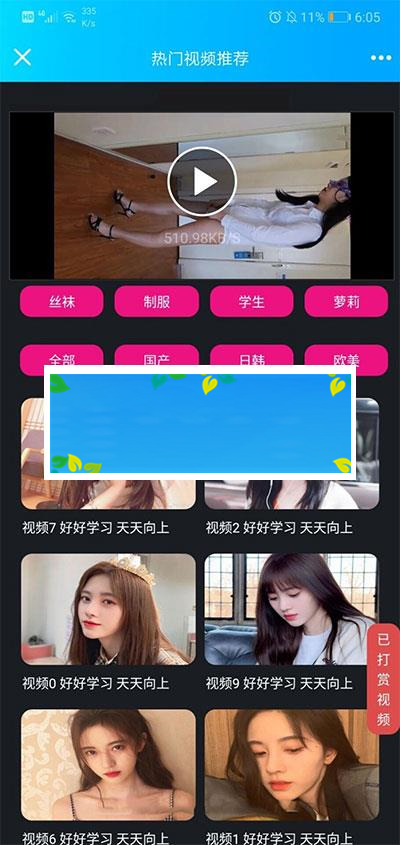 HD 4G 335 K/s 11% 6:05
热门视频推荐
510.98KB/S
丝袜 制服 学生 萝莉
全部 国产 日韩 欧美
视频7 好好学习 天天向上 视频2 好好学习 天天向上
视频0 好好学习 天天向上 视频9 好好学习 天天向上
已打赏视频
视频6 好好学习 天天向上 视频1 好好学习 天天向上